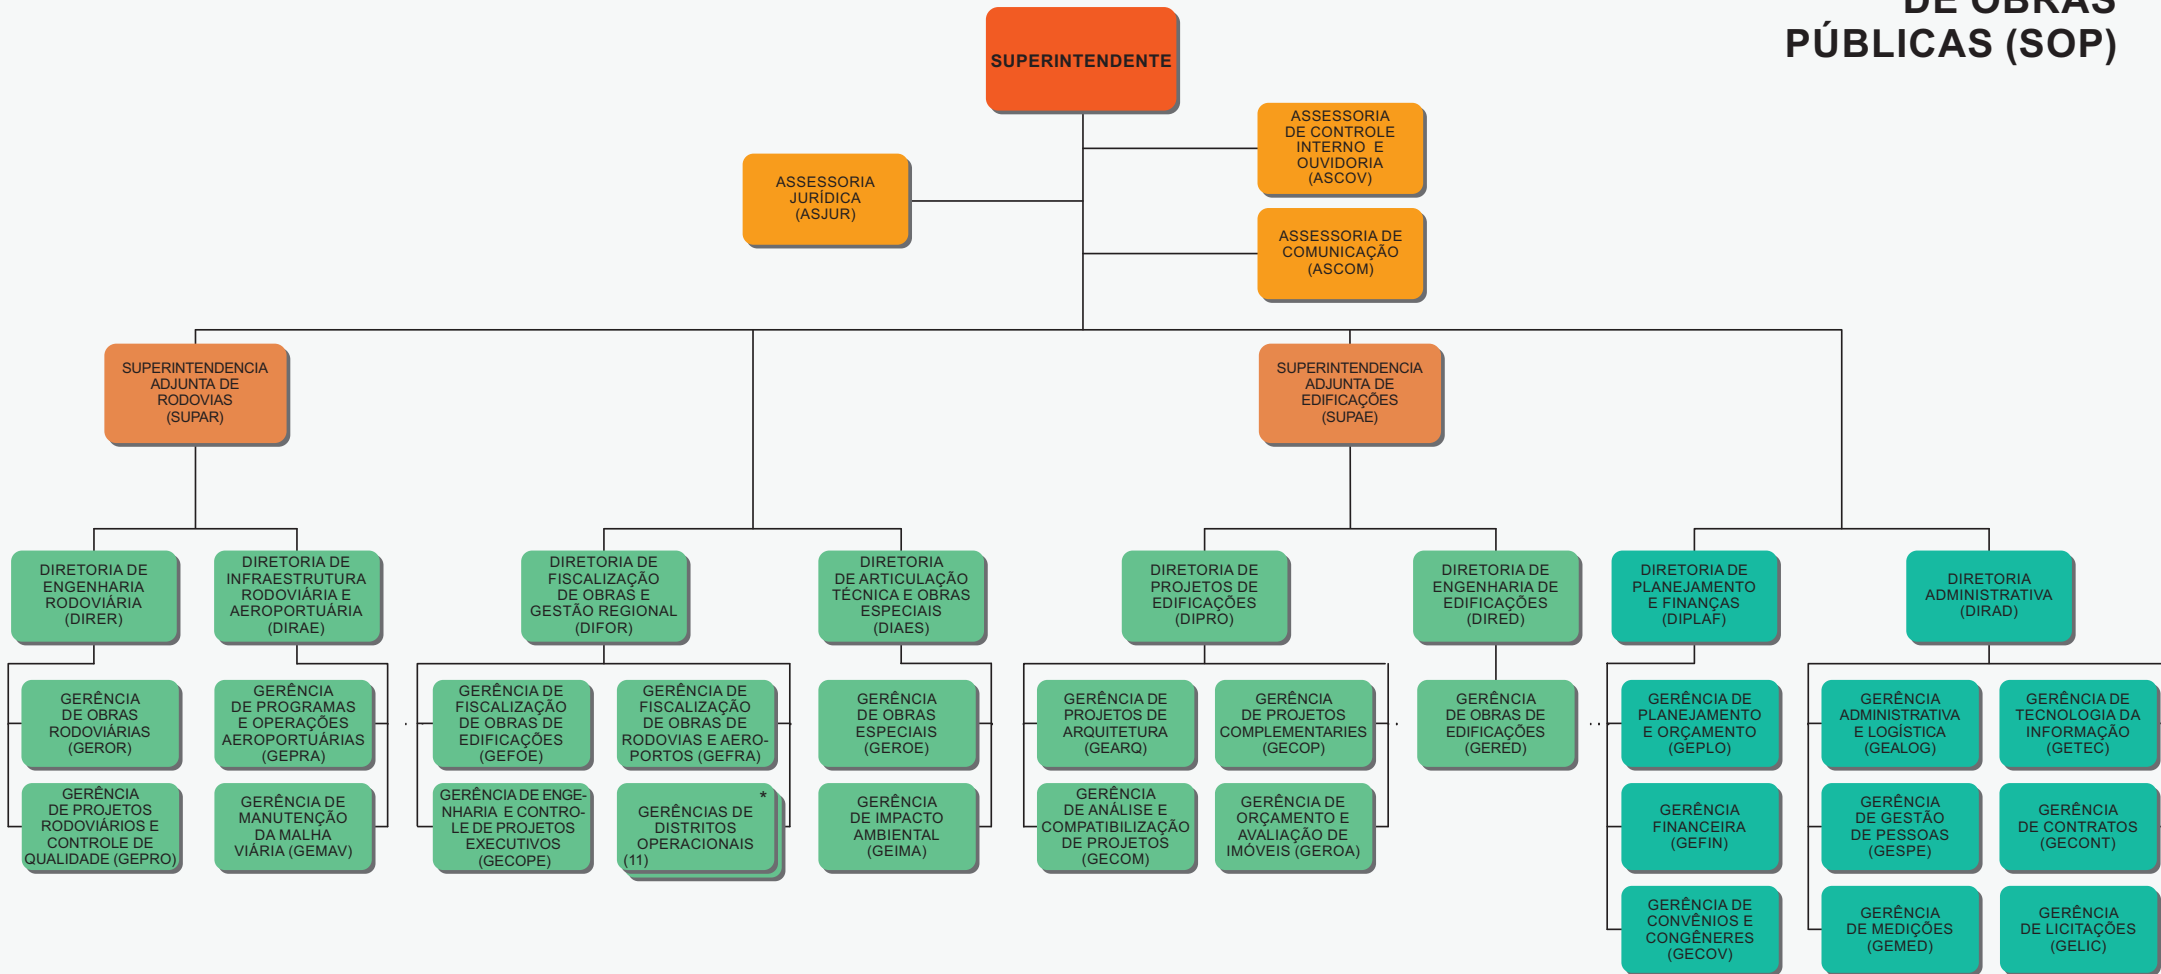 DE OBRAS
PÚBLICAS (SOP)
SUPERINTENDENTE
ASSESSORIA
DE CONTROLE
INTERNO E
OUVIDORIA
(ASCOV)
ASSESSORIA
JURÍDICA
(ASJUR)
ASSESSORIA DE
COMUNICAÇÃO
(ASCOM)
SUPERINTENDENCIA
ADJUNTA DE
RODOVIAS
(SUPAR)
SUPERINTENDENCIA
ADJUNTA DE
EDIFICAÇÕES
(SUPAE)
DIRETORIA DE
ENGENHARIA
RODOVIÁRIA
(DIRER)
DIRETORIA DE
INFRAESTRUTURA
RODOVIÁRIA E
AEROPORTUÁRIA
(DIRAE)
DIRETORIA DE
FISCALIZAÇÃO
DE OBRAS E
GESTÃO REGIONAL
(DIFOR)
DIRETORIA
DE ARTICULAÇÃO
TÉCNICA E OBRAS
ESPECIAIS
(DIAES)
DIRETORIA DE
PROJETOS DE
EDIFICAÇÕES
(DIPRO)
DIRETORIA DE
ENGENHARIA DE
EDIFICAÇÕES
(DIRED)
DIRETORIA DE
PLANEJAMENTO
E FINANÇAS
(DIPLAF)
DIRETORIA
ADMINISTRATIVA
(DIRAD)
GERÊNCIA
DE OBRAS
RODOVIÁRIAS
(GEROR)
GERÊNCIA
DE PROGRAMAS
E OPERAÇÕES
AEROPORTUÁRIAS
(GEPRA)
GERÊNCIA DE
FISCALIZAÇÃO
DE OBRAS DE
EDIFICAÇÕES
(GEFOE)
GERÊNCIA DE
FISCALIZAÇÃO
DE OBRAS DE
RODOVIAS E AERO-
PORTOS (GEFRA)
GERÊNCIA
DE OBRAS
ESPECIAIS
(GEROE)
GERÊNCIA DE
PROJETOS DE
ARQUITETURA
(GEARQ)
GERÊNCIA
DE PROJETOS
COMPLEMENTARIES
(GECOP)
GERÊNCIA
DE OBRAS DE
EDIFICAÇÕES
(GERED)
GERÊNCIA DE
PLANEJAMENTO
E ORÇAMENTO
(GEPLO)
GERÊNCIA
ADMINISTRATIVA
E LOGÍSTICA
(GEALOG)
GERÊNCIA DE
TECNOLOGIA DA
INFORMAÇÃO
(GETEC)
GERÊNCIA
DE PROJETOS
RODOVIÁRIOS E
CONTROLE DE
QUALIDADE (GEPRO)
GERÊNCIA DE
MANUTENÇÃO
DA MALHA
VIÁRIA (GEMAV)
GERÊNCIA DE ENGE-
NHARIA E CONTRO-
LE DE PROJETOS
EXECUTIVOS
(GECOPE)
*
GERÊNCIAS DE
DISTRITOS
OPERACIONAIS
(11)
GERÊNCIA
DE IMPACTO
AMBIENTAL
(GEIMA)
GERÊNCIA
DE ANÁLISE E
COMPATIBILIZAÇÃO
DE PROJETOS
(GECOM)
GERÊNCIA DE
ORÇAMENTO E
AVALIAÇÃO DE
IMÓVEIS (GEROA)
GERÊNCIA
FINANCEIRA
(GEFIN)
GERÊNCIA
DE GESTÃO
DE PESSOAS
(GESPE)
GERÊNCIA
DE CONTRATOS
(GECONT)
GERÊNCIA DE
CONVÊNIOS E
CONGÊNERES
(GECOV)
GERÊNCIA
DE MEDIÇÕES
(GEMED)
GERÊNCIA
DE LICITAÇÕES
(GELIC)